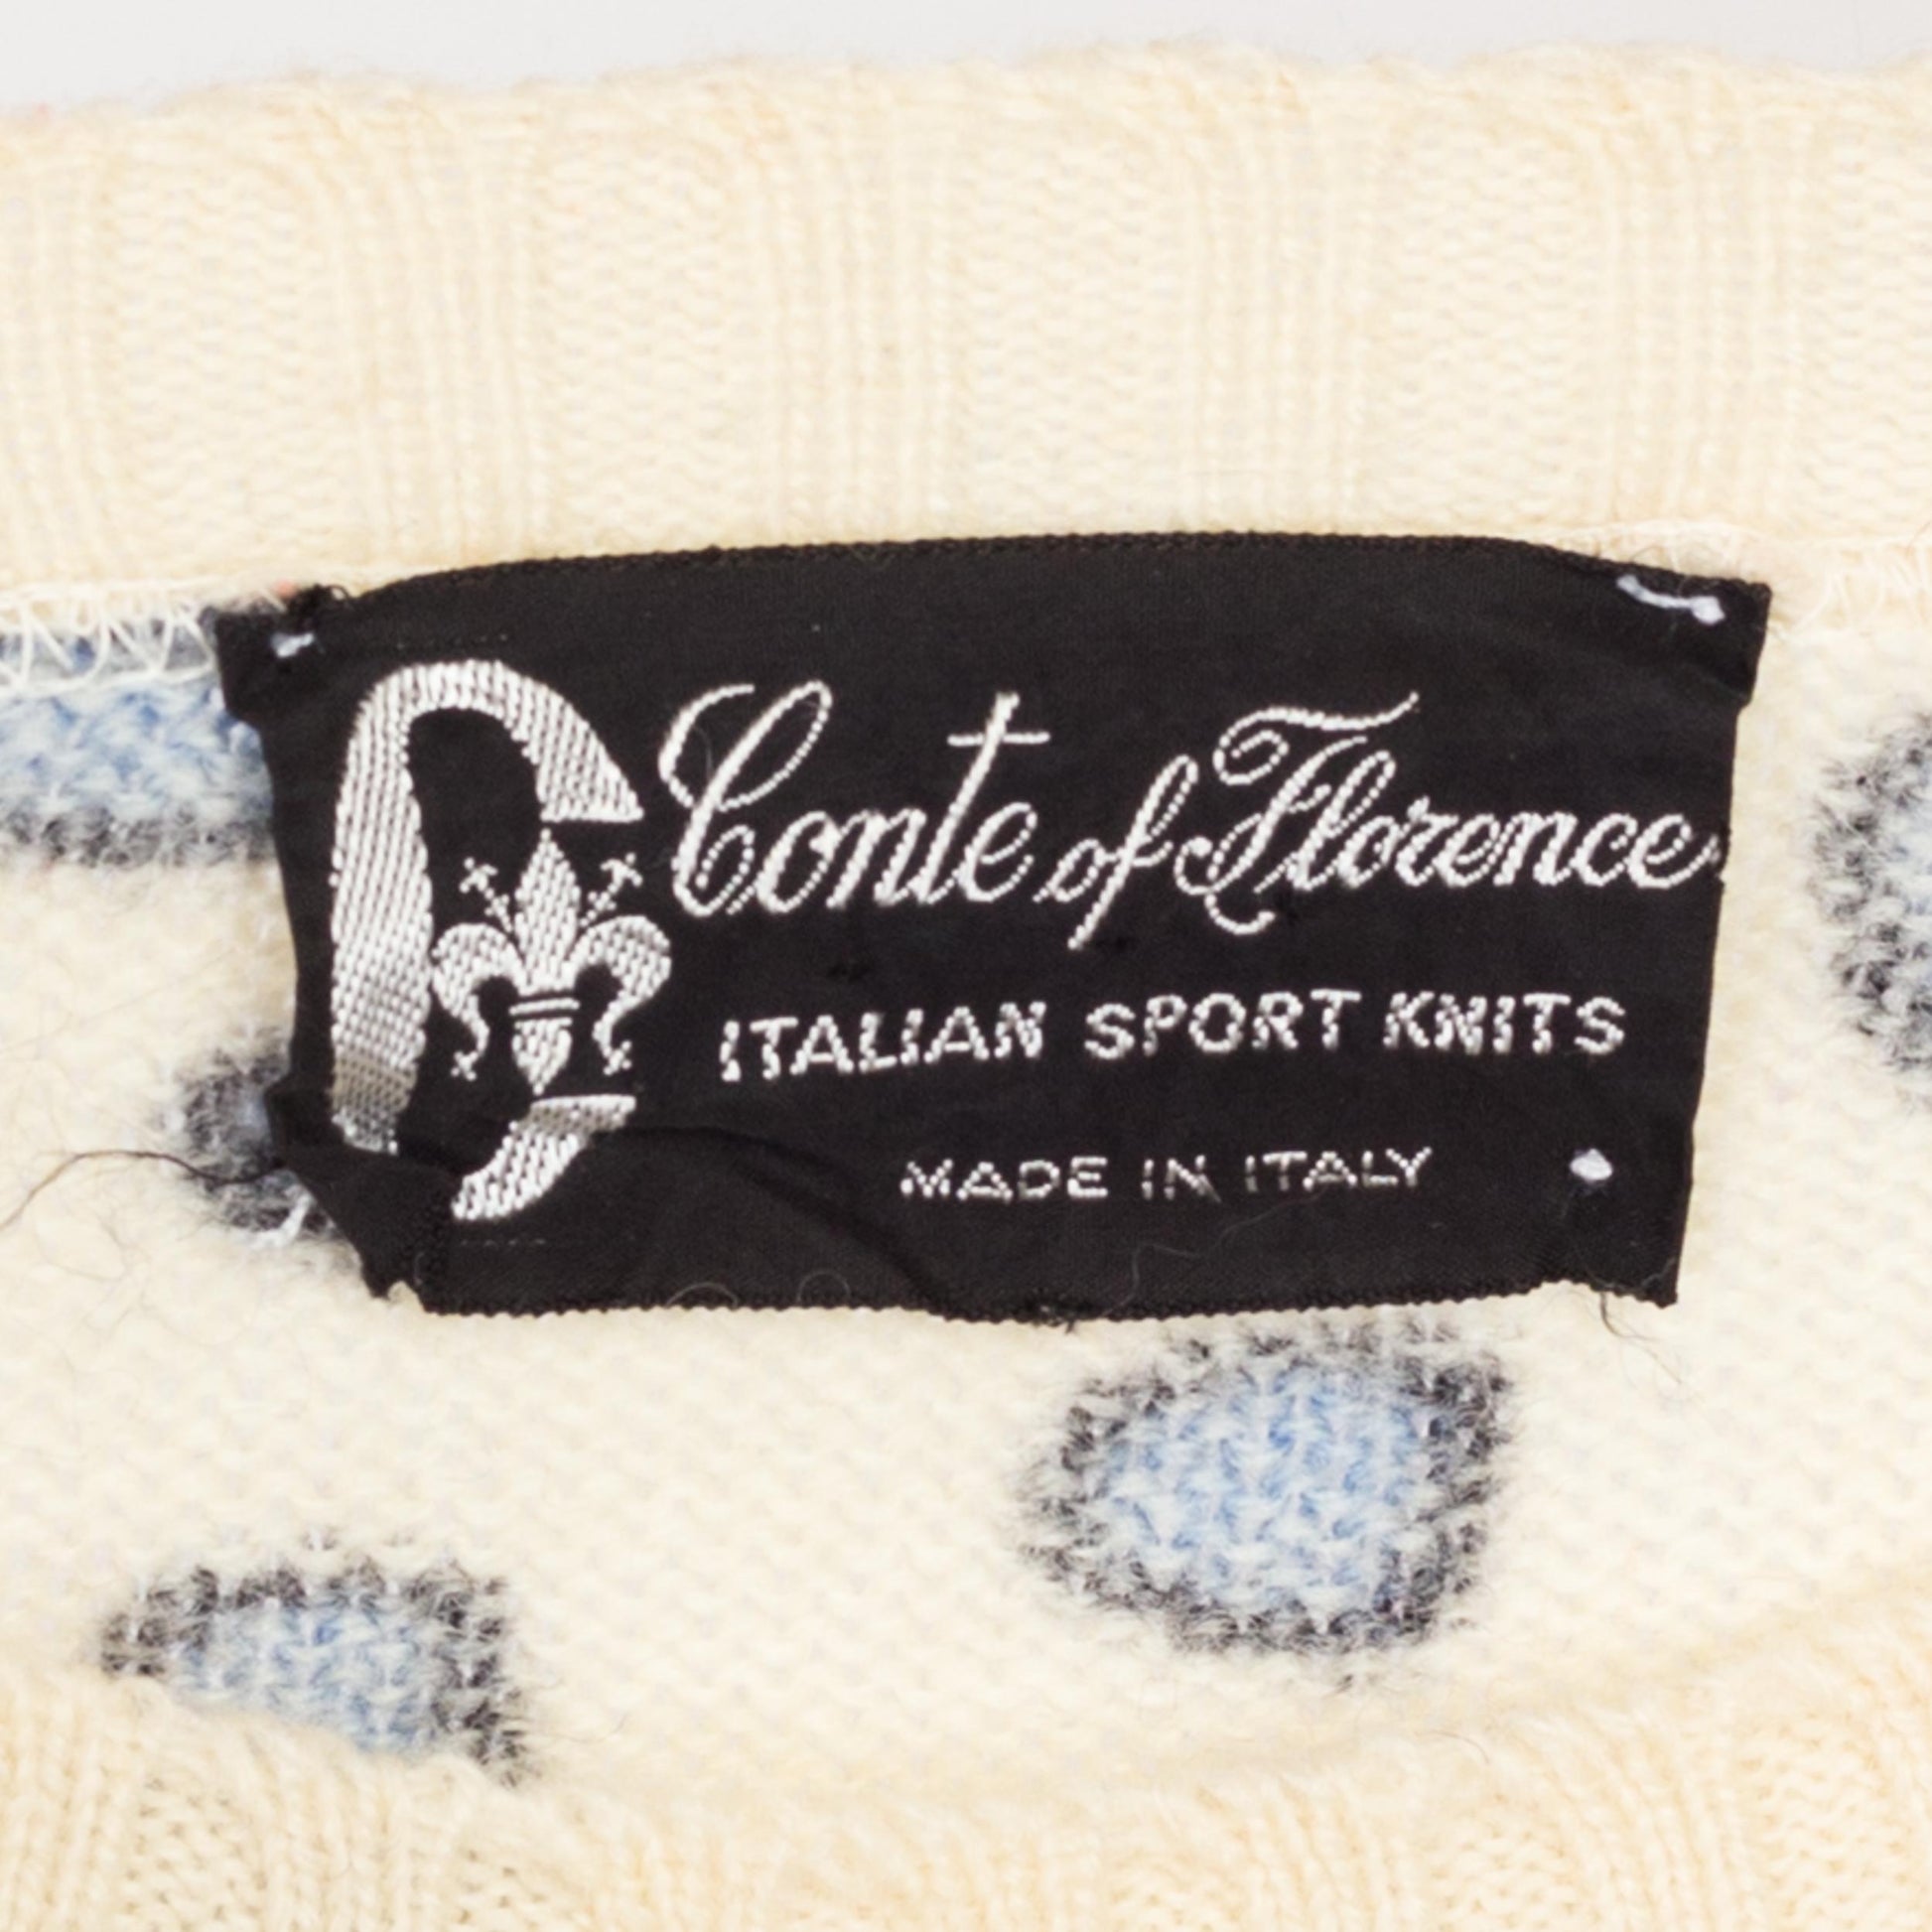 Conte of Florence
ITALIAN SPORT KNITS
MADE IN ITALY